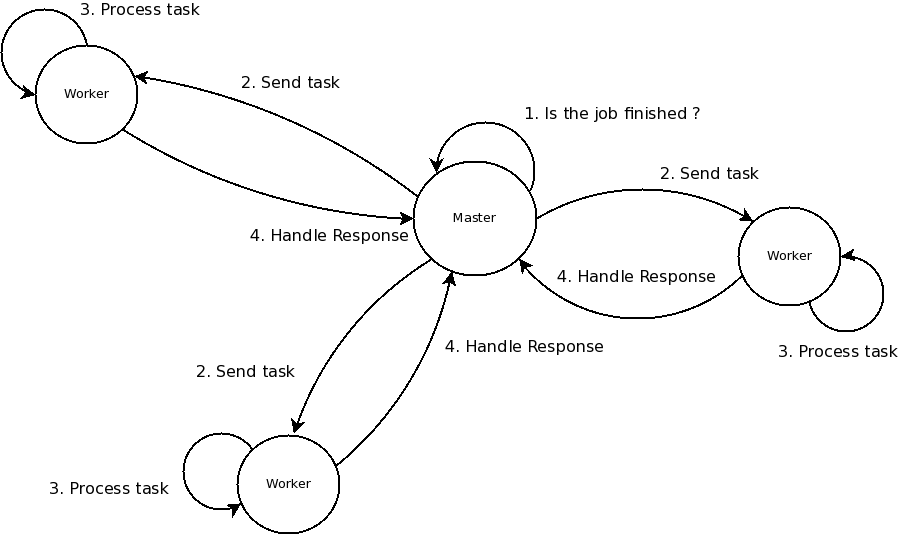 3. Process task
Worker
2. Send task
1. Is the job finished ?
2. Send task
Master
4. Handle Response
Worker
4. Handle Response
4. Handle Response
3. Process task
2. Send task
Worker
3. Process task